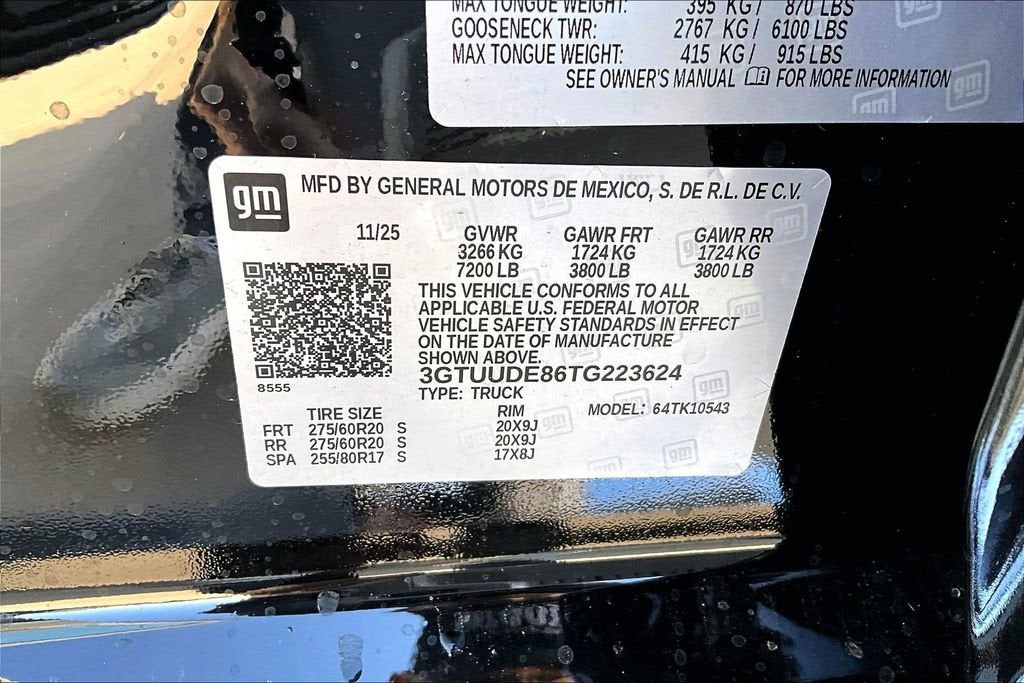 MAX TONGUE WEIGHT: 395 KG/ 870 LBS
GOOSENECK TWR: 2767 KG/ 6100 LBS
MAX TONGUE WEIGHT: 415 KG/ 915 LBS
SEE OWNER'S MANUAL FOR MORE INFORMATION
gm MFD BY GENERAL MOTORS DE MEXICO, S. DE R.L. DE C.V.
11/25 GVWR GAWR FRT GAWR RR
3266 KG 1724 KG 1724 KG
7200 LB 3800 LB 3800 LB
THIS VEHICLE CONFORMS TO ALL
APPLICABLE U.S. FEDERAL MOTOR
VEHICLE SAFETY STANDARDS IN EFFECT
ON THE DATE OF MANUFACTURE
SHOWN ABOVE.
3GTUUDE86TG223624
8555
TYPE: TRUCK
TIRE SIZE RIM MODEL: 64TK10543
FRT 275/60R20 S 20X9J
RR 275/60R20 S 20X9J
SPA 255/80R17 S 17X8J